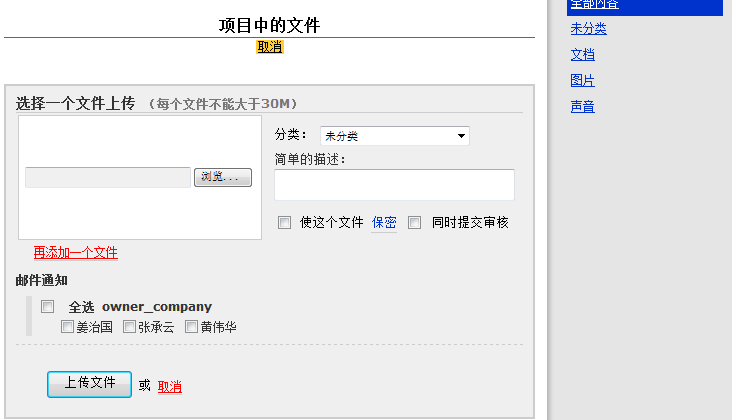 项目中的文件
取消
选择一个文件上传 （每个文件不能大于30M）
浏览...
分类： 未分类
简单的描述：
使这个文件 保密 同时提交审核
再添加一个文件
邮件通知
全选 owner_company
姜治国 张承云 黄伟华
上传文件 或 取消
全部内容
未分类
文档
图片
声音